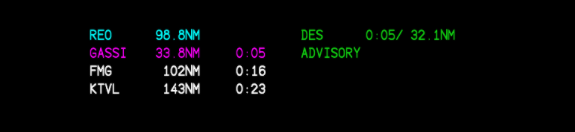 REO 98.8NM DES 0:05/ 32.1NM
GASSI 33.8NM 0:05 ADVISORY
FMG 102NM 0:16
KTVL 143NM 0:23